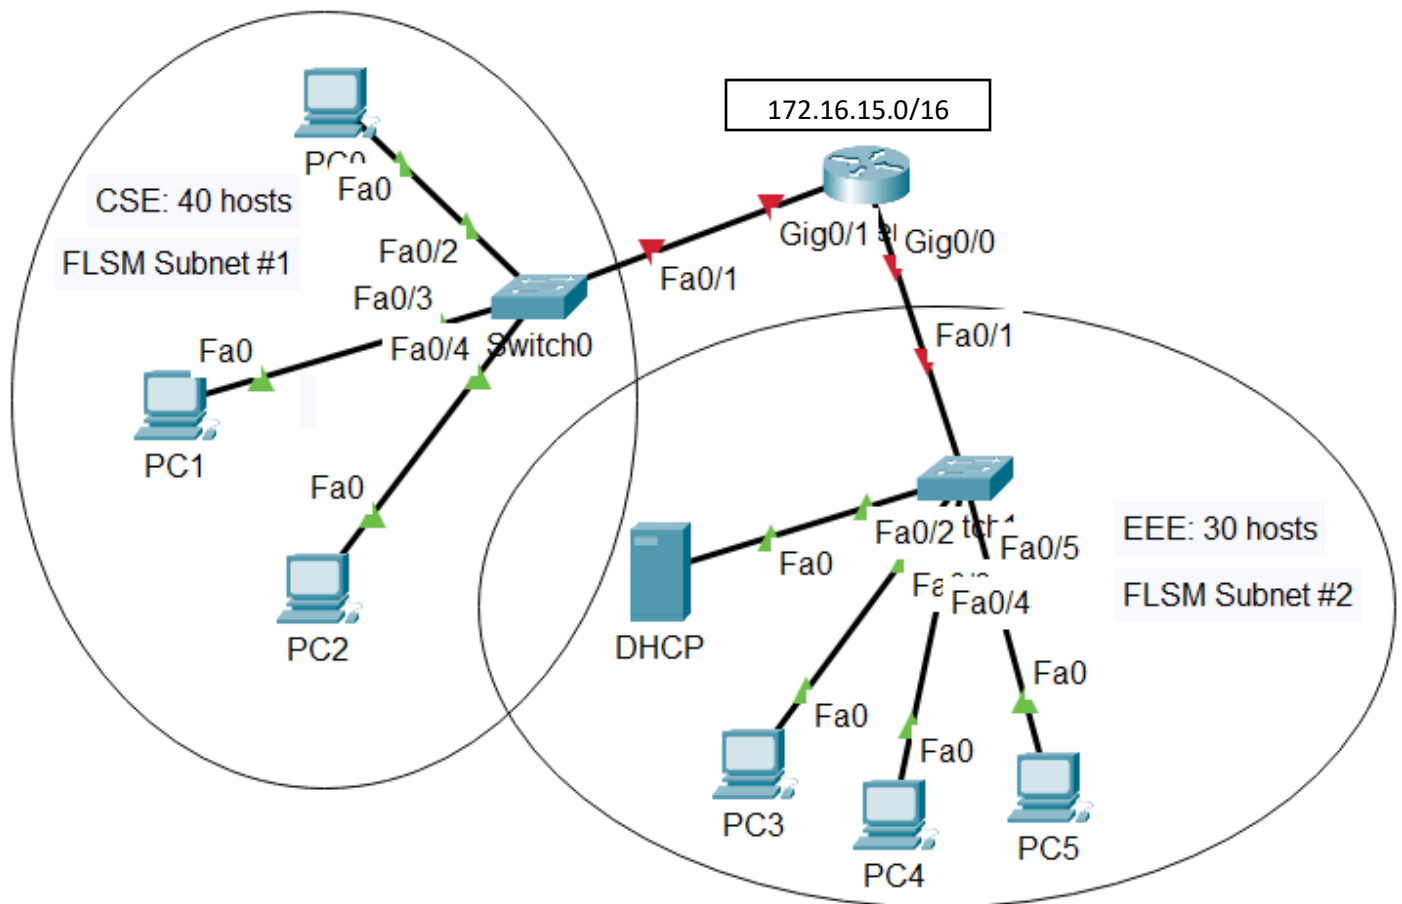 172.16.15.0/16
PC0
Fa0
CSE: 40 hosts
FLSM Subnet #1
Fa0/2
Gig0/1
Gig0/0
Fa0/1
Fa0/3
Fa0/4
Switch0
Fa0
PC1
Fa0/1
Fa0
PC2
Fa0/2
Fa0/5
EEE: 30 hosts
Fa0
Fa0/4
FLSM Subnet #2
DHCP
Fa0
Fa0
Fa0
PC3
PC4
PC5